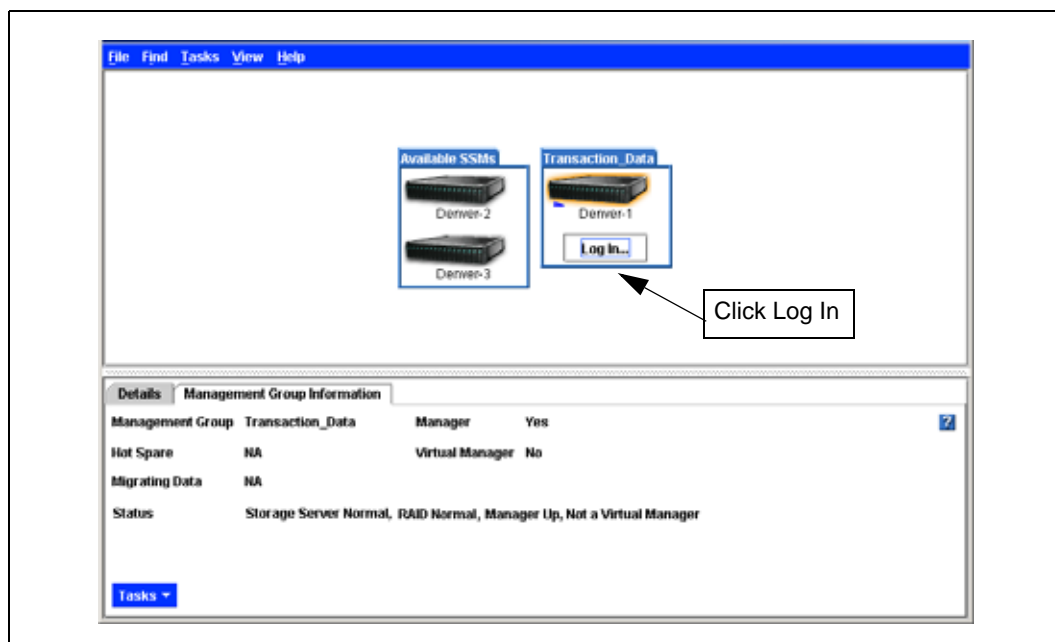 File Find Tasks View Help
Available SSMs
Denver-2
Denver-3
Transaction_Data
Denver-1
Log In...
Click Log In
Details Management Group Information
Management Group Transaction_Data Manager Yes
Hot Spare NA Virtual Manager No
Migrating Data NA
Status Storage Server Normal, RAID Normal, Manager Up, Not a Virtual Manager
?
Tasks